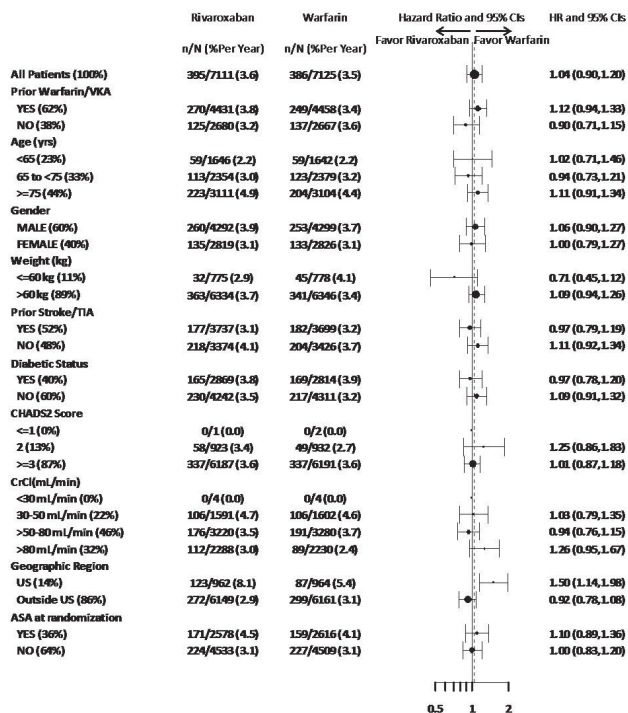 Rivaroxaban Warfarin Hazard Ratio and 95% CIs HR and 95% CIs
n/N (%Per Year) n/N (%Per Year) Favor Rivaroxaban Favor Warfarin
All Patients (100%) 395/7111 (3.6) 386/7125 (3.5) 1.04 (0.90,1.20)
Prior Warfarin/VKA
YES (62%) 270/4431 (3.8) 249/4458 (3.4) 1.12 (0.94,1.33)
NO (38%) 125/2680 (3.2) 137/2667 (3.6) 0.90 (0.71,1.15)
Age (yrs)
<65 (23%) 59/1646 (2.2) 59/1642 (2.2) 1.02 (0.71,1.46)
65 to <75 (33%) 113/2354 (3.0) 123/2379 (3.2) 0.94 (0.73,1.21)
>=75 (44%) 223/3111 (4.9) 204/3104 (4.4) 1.11 (0.91,1.34)
Gender
MALE (60%) 260/4292 (3.9) 253/4299 (3.7) 1.06 (0.90,1.27)
FEMALE (40%) 135/2819 (3.1) 133/2826 (3.1) 1.00 (0.79,1.27)
Weight (kg)
<=60 kg (11%) 32/775 (2.9) 45/778 (4.1) 0.71 (0.45,1.12)
>60 kg (89%) 363/6334 (3.7) 341/6346 (3.4) 1.09 (0.94,1.26)
Prior Stroke/TIA
YES (52%) 177/3737 (3.1) 182/3699 (3.2) 0.97 (0.79,1.19)
NO (48%) 218/3374 (4.1) 204/3426 (3.7) 1.11 (0.92,1.34)
Diabetic Status
YES (40%) 165/2869 (3.8) 169/2814 (3.9) 0.97 (0.78,1.20)
NO (60%) 230/4242 (3.5) 217/4311 (3.2) 1.09 (0.91,1.32)
CHADS2 Score
<=1 (0%) 0/1 (0.0) 0/2 (0.0)
2 (13%) 58/923 (3.4) 49/932 (2.7) 1.25 (0.86,1.83)
>=3 (87%) 337/6187 (3.6) 337/6191 (3.6) 1.01 (0.87,1.18)
CrCl(mL/min)
<30 mL/min (0%) 0/4 (0.0) 0/4 (0.0)
30-50 mL/min (22%) 106/1591 (4.7) 106/1602 (4.6) 1.03 (0.79,1.35)
>50-80 mL/min (46%) 176/3220 (3.5) 191/3280 (3.7) 0.94 (0.76,1.15)
>80 mL/min (32%) 112/2288 (3.0) 89/2230 (2.4) 1.26 (0.95,1.67)
Geographic Region
US (14%) 123/962 (8.1) 87/964 (5.4) 1.50 (1.14,1.98)
Outside US (86%) 272/6149 (2.9) 299/6161 (3.1) 0.92 (0.78,1.08)
ASA at randomization
YES (36%) 171/2578 (4.5) 159/2616 (4.1) 1.10 (0.89,1.36)
NO (64%) 224/4533 (3.1) 227/4509 (3.1) 1.00 (0.83,1.20)
0.5 1 2